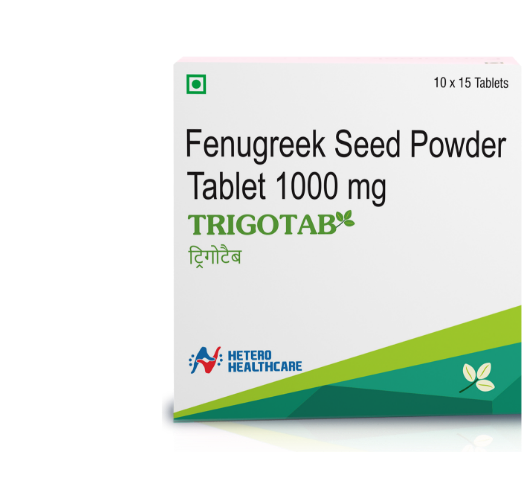 10 x 15 Tablets
Fenugreek Seed Powder
Tablet 1000 mg
TRIGOTAB
ट्रिगोटैब
HETERO
HEALTHCARE